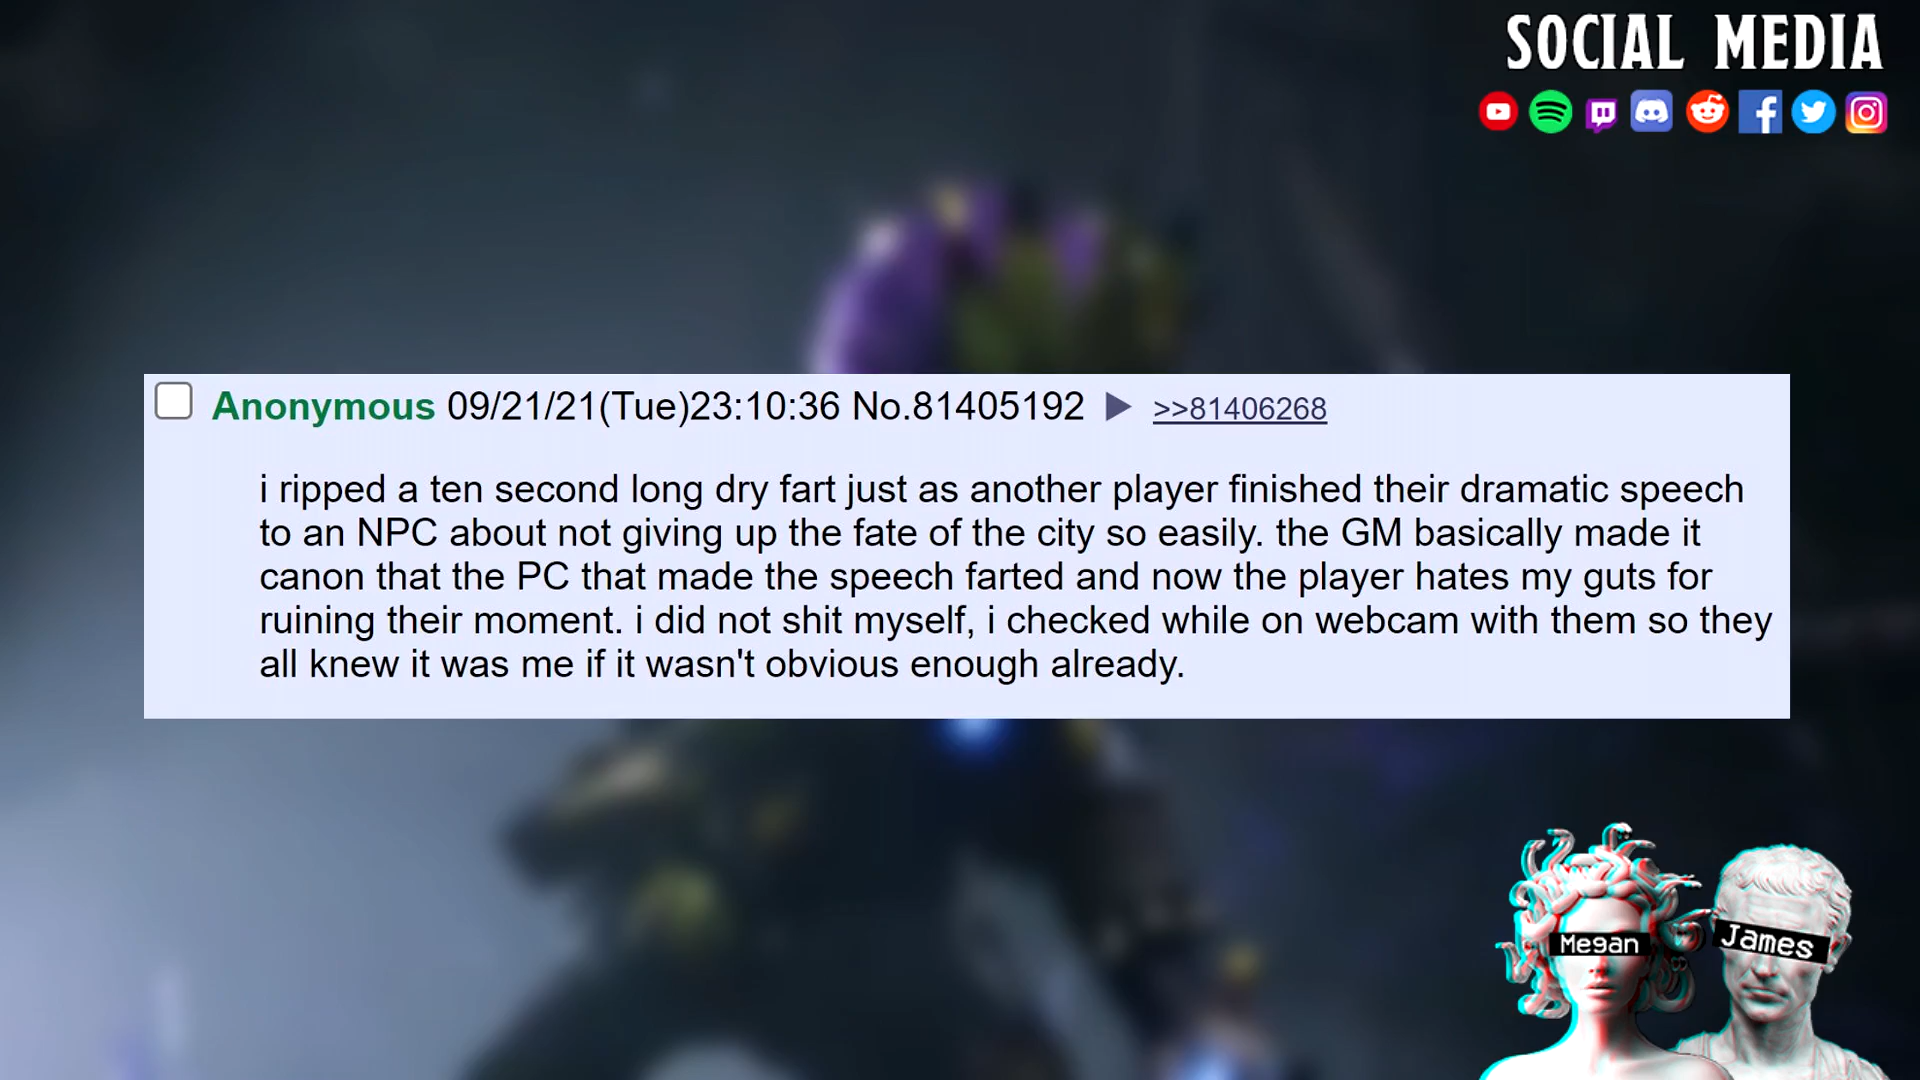 SOCIAL MEDIA
Anonymous 09/21/21(Tue)23:10:36 No.81405192 ▶ >>81406268
i ripped a ten second long dry fart just as another player finished their dramatic speech
to an NPC about not giving up the fate of the city so easily. the GM basically made it
canon that the PC that made the speech farted and now the player hates my guts for
ruining their moment. i did not shit myself, i checked while on webcam with them so they
all knew it was me if it wasn't obvious enough already.
Megan
James